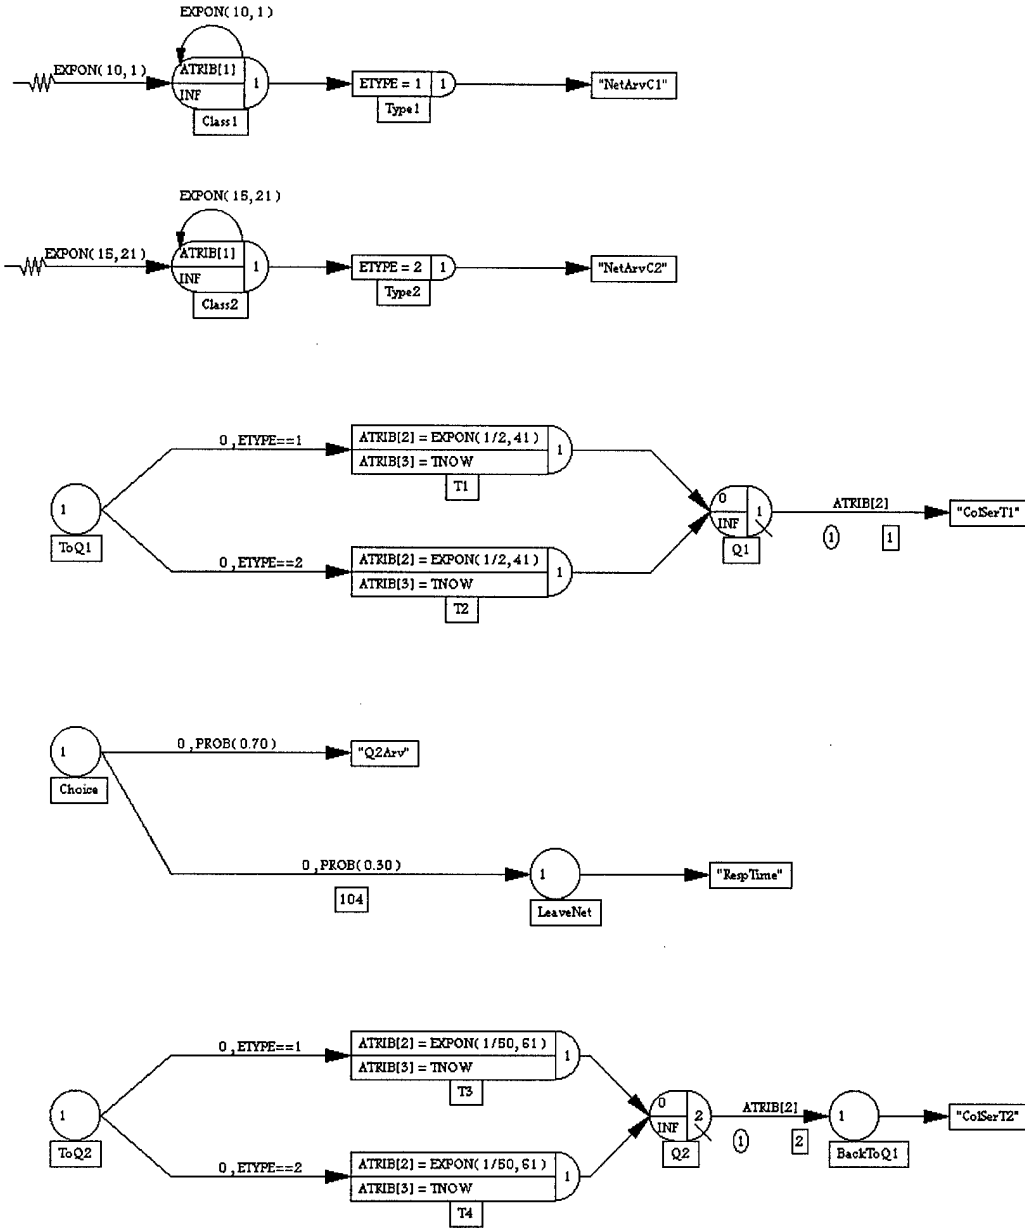 EXPON(10,1)
EXPON(10,1)
ATRIB[1]
INF
1
Class1
ETYPE = 1
1
Type1
"NetArvC1"
EXPON(15,21)
EXPON(15,21)
ATRIB[1]
INF
1
Class2
ETYPE = 2
1
Type2
"NetArvC2"
1
ToQ1
0,ETYPE==1
ATRIB[2] = EXPON(1/2,41)
ATRIB[3] = TNOW
1
T1
0,ETYPE==2
ATRIB[2] = EXPON(1/2,41)
ATRIB[3] = TNOW
1
T2
0
INF
1
Q1
ATRIB[2]
1
1
"ColSerT1"
1
Choice
0,PROB(0.70)
"Q2Arv"
0,PROB(0.30)
104
1
LeaveNet
"RespTime"
1
ToQ2
0,ETYPE==1
ATRIB[2] = EXPON(1/50,61)
ATRIB[3] = TNOW
1
T3
0,ETYPE==2
ATRIB[2] = EXPON(1/50,61)
ATRIB[3] = TNOW
1
T4
0
INF
2
Q2
ATRIB[2]
1
2
1
BackToQ1
"ColSerT2"